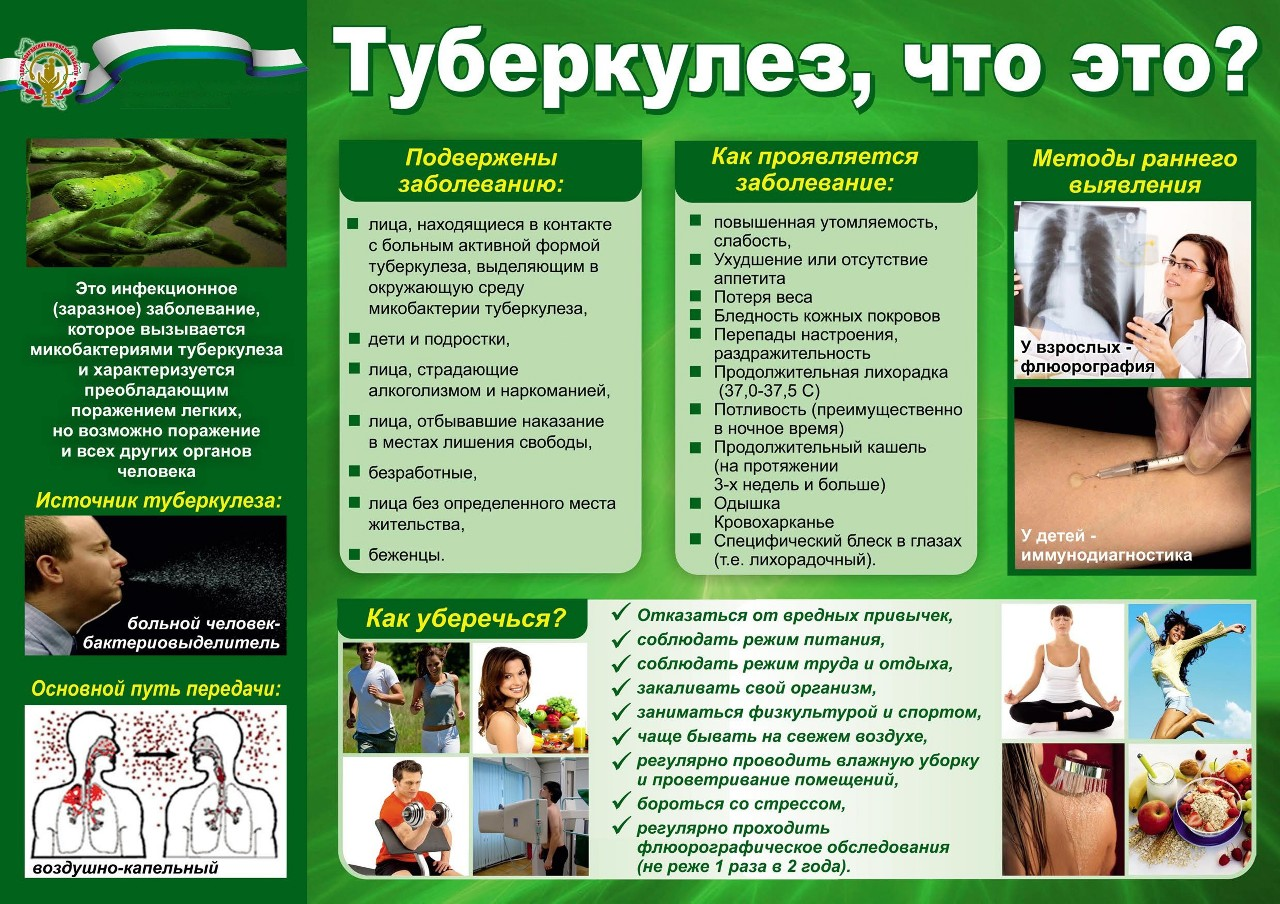 Туберкулез, что это?
Это инфекционное
(заразное) заболевание,
которое вызывается
микобактериями туберкулеза
и характеризуется
преобладающим
поражением легких,
но возможно поражение
и всех других органов
человека
Источник туберкулеза:
больной человек-
бактериовыделитель
Основной путь передачи:
воздушно-капельный
Подвержены
заболеванию:
лица, находящиеся в контакте
с больным активной формой
туберкулеза, выделяющим в
окружающую среду
микобактерии туберкулеза,
дети и подростки,
лица, страдающие
алкоголизмом и наркоманией,
лица, отбывавшие наказание
в местах лишения свободы,
безработные,
лица без определенного места
жительства,
беженцы.
Как проявляется
заболевание:
повышенная утомляемость,
слабость,
Ухудшение или отсутствие
аппетита
Потеря веса
Бледность кожных покровов
Перепады настроения,
раздражительность
Продолжительная лихорадка
(37,0-37,5 С)
Потливость (преимущественно
в ночное время)
Продолжительный кашель
(на протяжении
3-х недель и больше)
Одышка
Кровохарканье
Специфический блеск в глазах
(т.е. лихорадочный).
Методы раннего
выявления
У взрослых -
флюорография
У детей -
иммунодиагностика
Как уберечься?
Отказаться от вредных привычек,
соблюдать режим питания,
соблюдать режим труда и отдыха,
закаливать свой организм,
заниматься физкультурой и спортом,
чаще бывать на свежем воздухе,
регулярно проводить влажную уборку
и проветривание помещений,
бороться со стрессом,
регулярно проходить
флюорографическое обследования
(не реже 1 раза в 2 года).